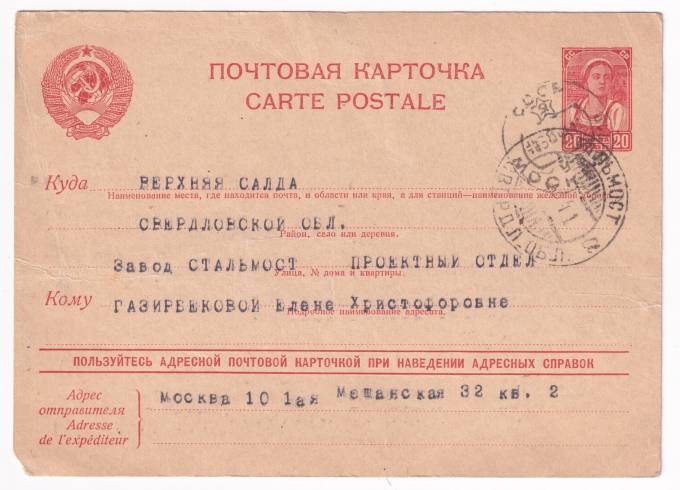 ПОЧТОВАЯ КАРТОЧКА
CARTE POSTALE
20 20
Куда ВЕРХНЯЯ САЛДА
Наименование места, где находится почта, и области или края, а для станций—наименование железной
СВЕРДЛОВСКОЙ ОБЛ.
Район, село или деревня.
Завод СТАЛЬМОСТ ПРОЕКТНЫЙ ОТДЕЛ
Улица, № дома и квартиры.
Кому ГАЗИРБЕКОВОЙ Елене Христофоровне
Подробное наименование адресата.
ПОЛЬЗУЙТЕСЬ АДРЕСНОЙ ПОЧТОВОЙ КАРТОЧКОЙ ПРИ НАВЕДЕНИИ АДРЕСНЫХ СПРАВОК
Адрес отправителя
Adresse de l'expéditeur
Москва 10 1ая Мещанская 32 кв. 2